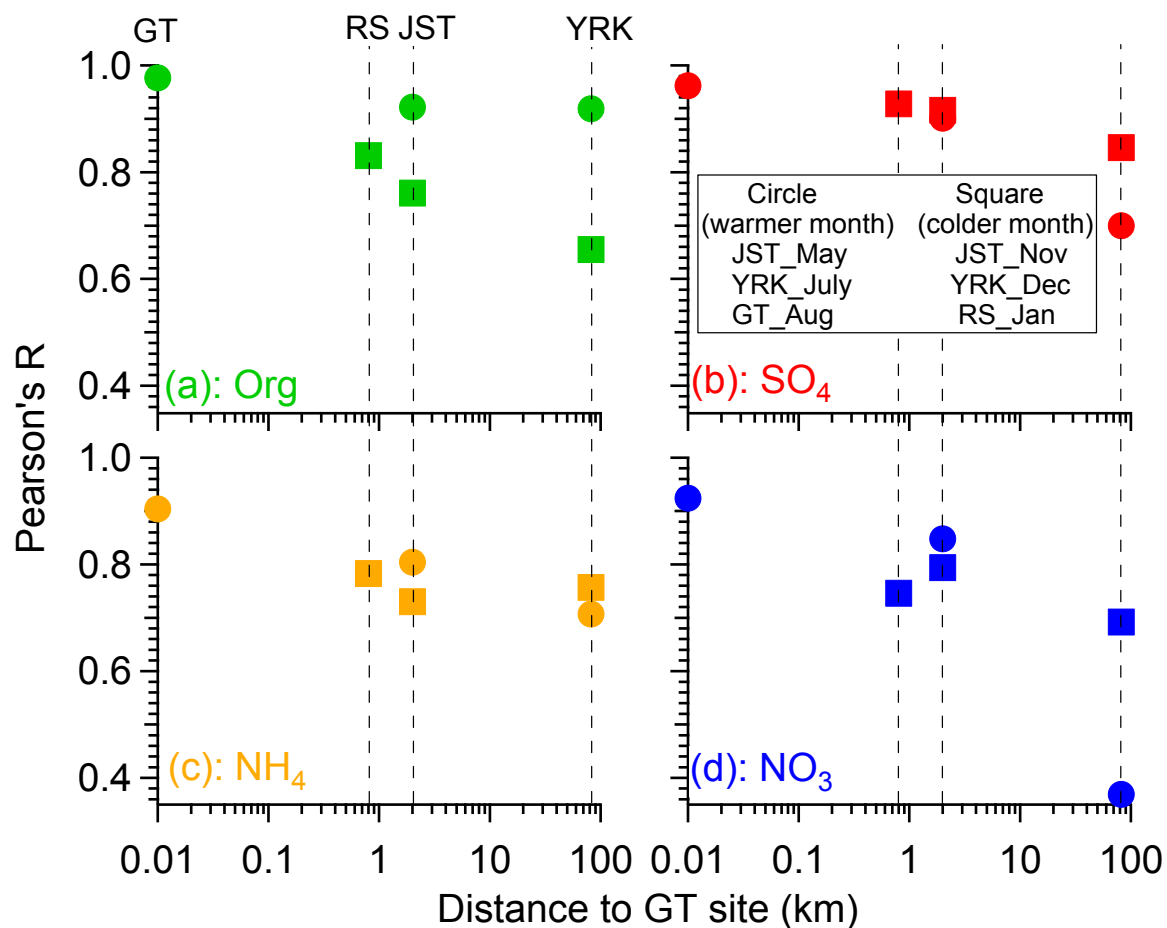 GT RS JST YRK
1.0
0.8
0.6
0.4
(a): Org
Circle Square
(warmer month) (colder month)
JST_May JST_Nov
YRK_July YRK_Dec
GT_Aug RS_Jan
(b): SO4
Pearson's R
1.0
0.8
0.6
0.4
(c): NH4
(d): NO3
0.01 0.1 1 10 100 0.01 0.1 1 10 100
Distance to GT site (km)